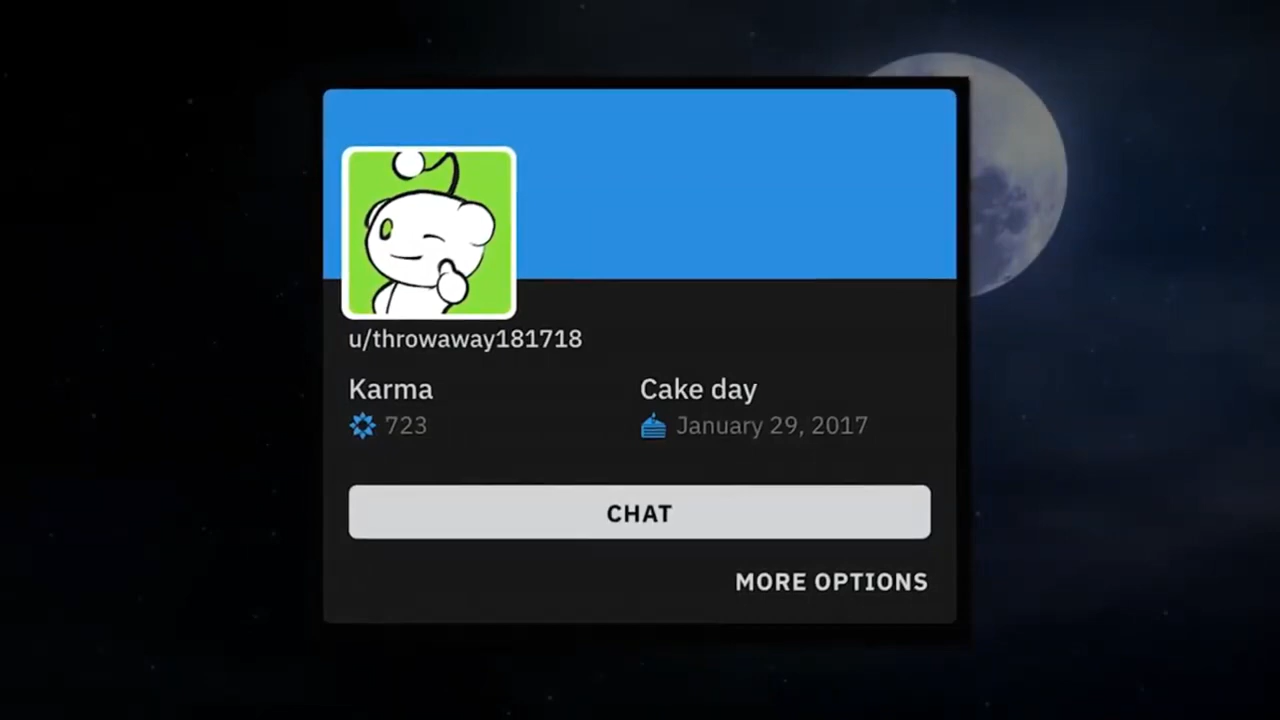 u/throwaway181718
Karma
Cake day
723
January 29, 2017
CHAT
MORE OPTIONS